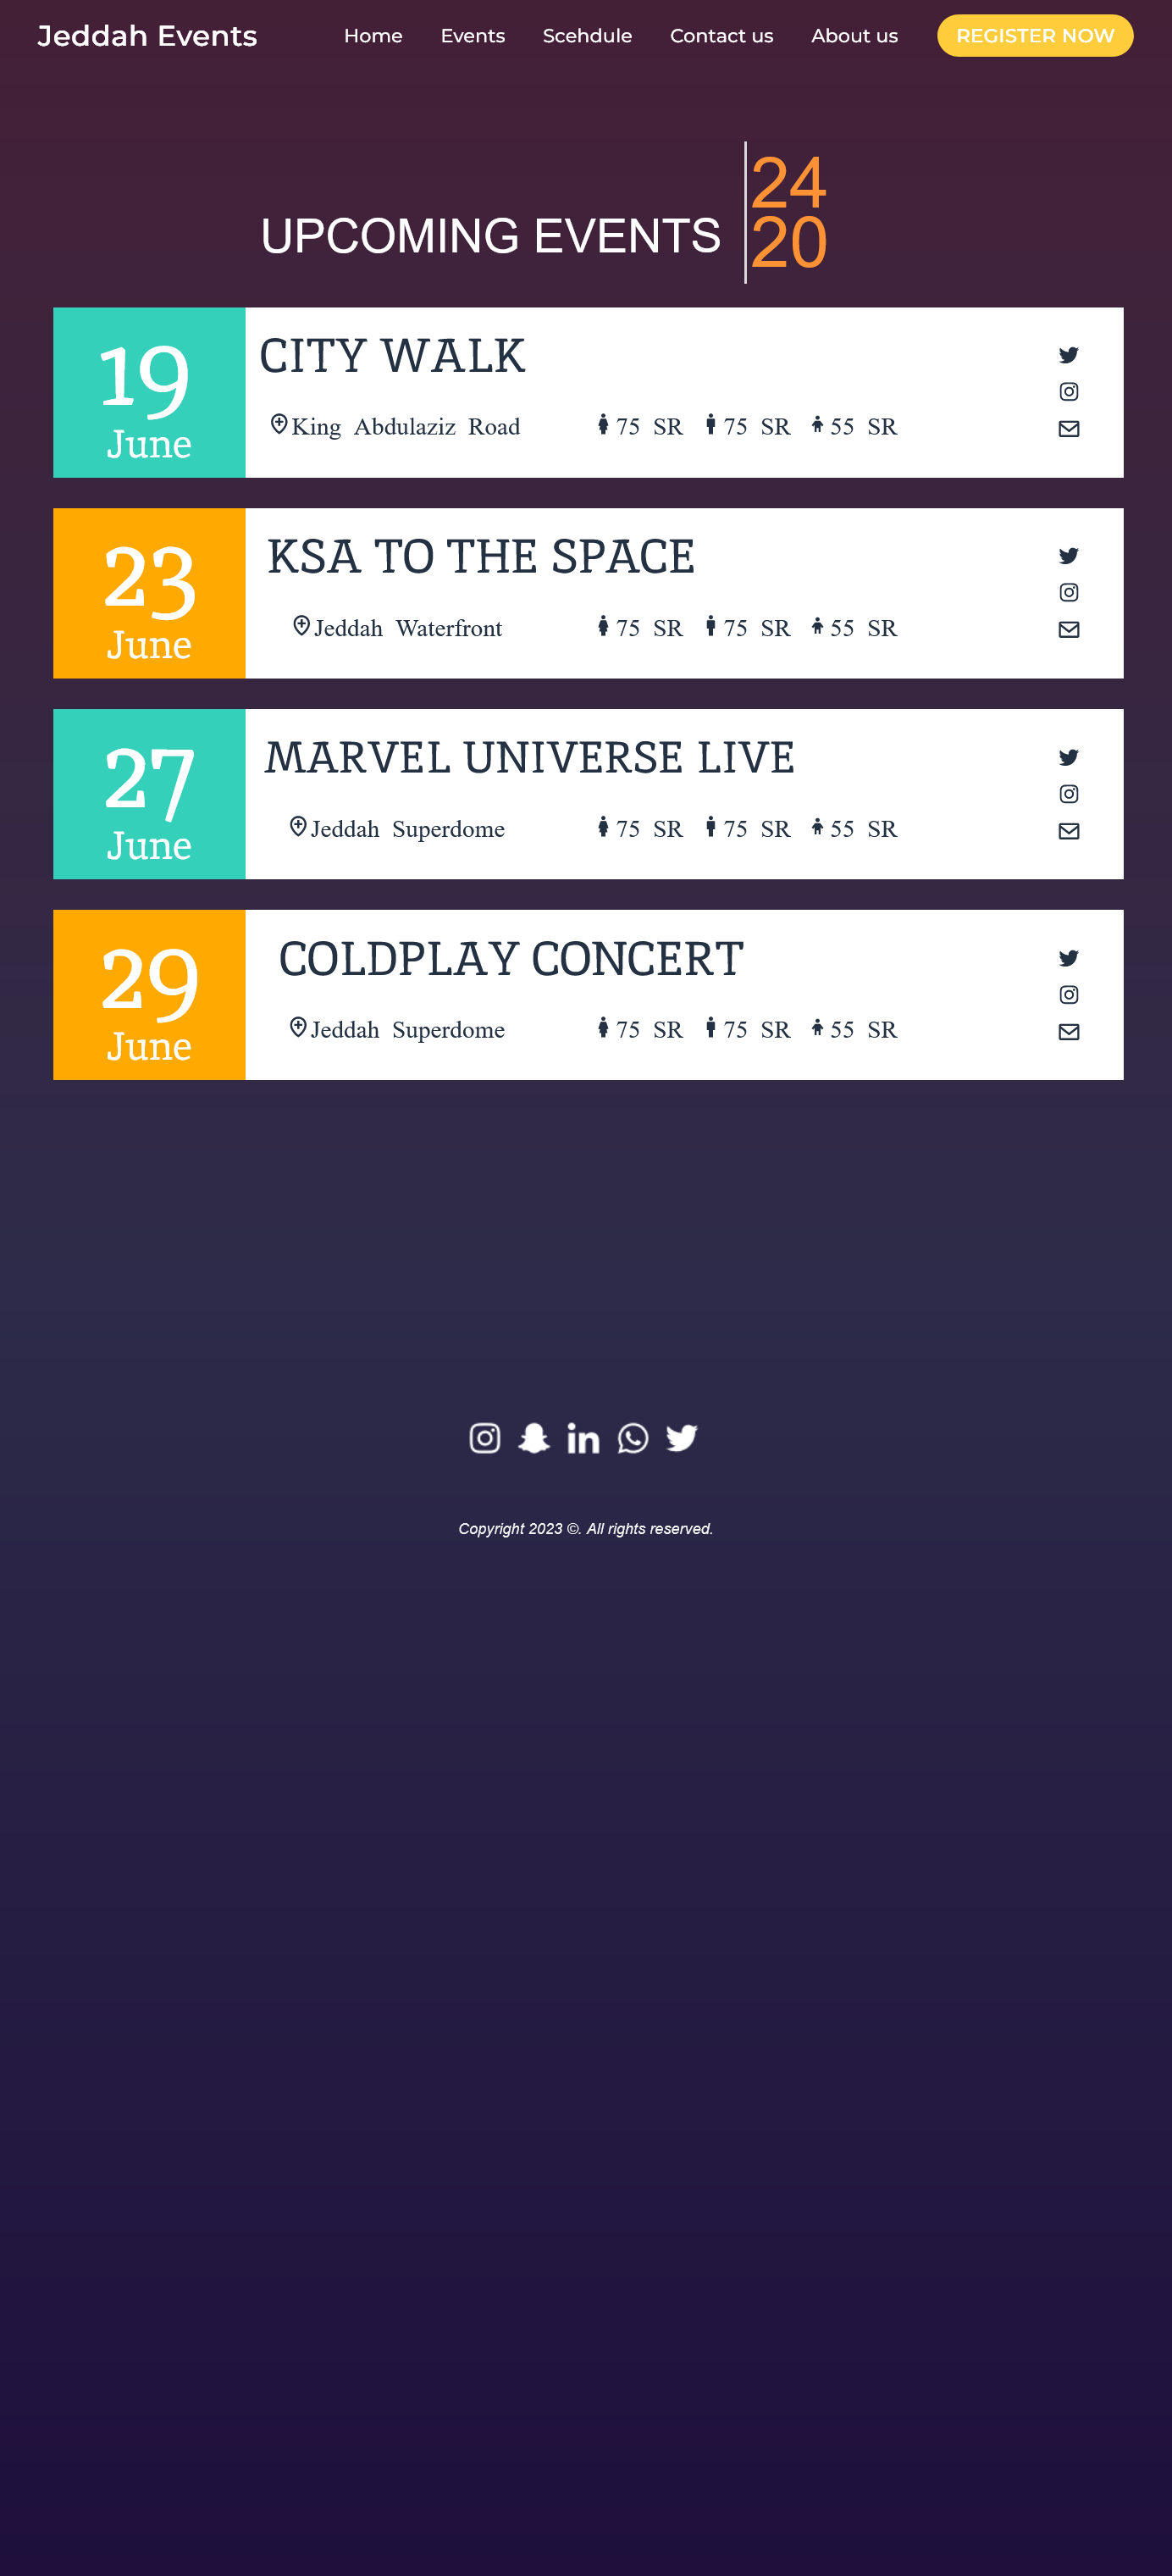 Jeddah Events Home Events Scehdule Contact us About us REGISTER NOW
24
UPCOMING EVENTS 20
19
June
CITY WALK
King Abdulaziz Road 75 SR 75 SR 55 SR
23
June
KSA TO THE SPACE
Jeddah Waterfront 75 SR 75 SR 55 SR
27
June
MARVEL UNIVERSE LIVE
Jeddah Superdome 75 SR 75 SR 55 SR
29
June
COLDPLAY CONCERT
Jeddah Superdome 75 SR 75 SR 55 SR
Copyright 2023 ©. All rights reserved.